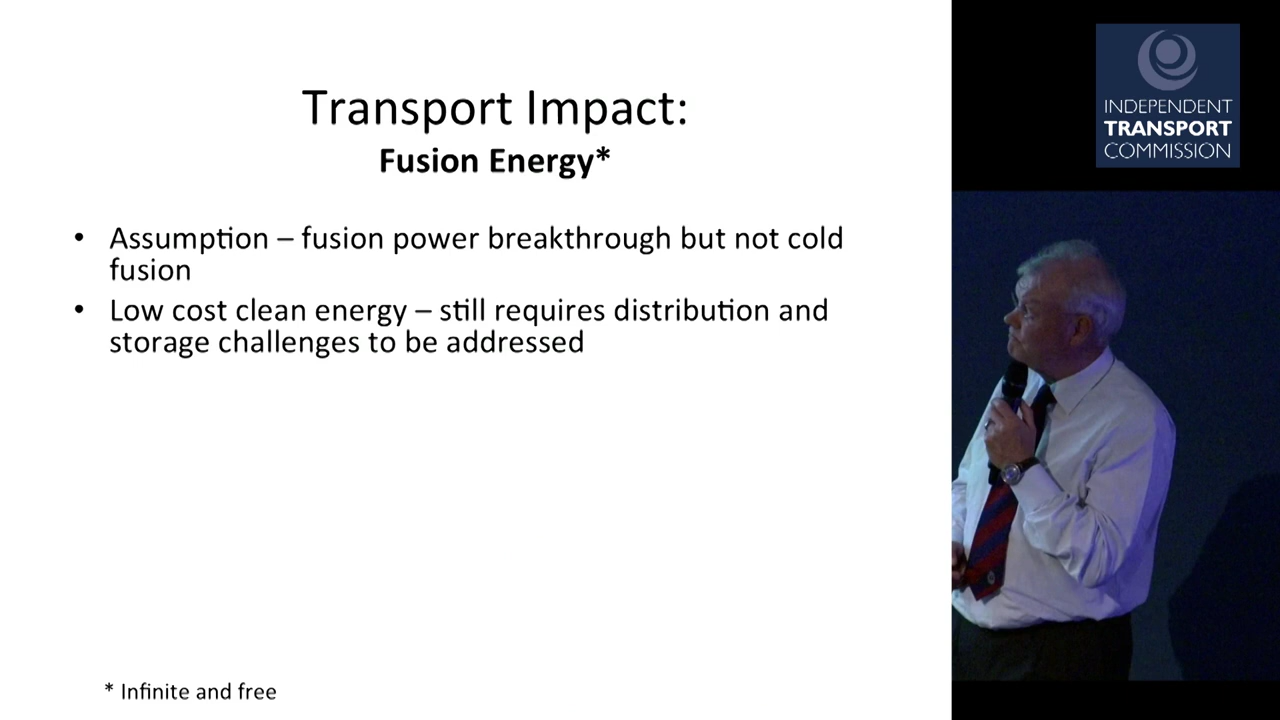 Transport Impact:
Fusion Energy*
• Assumption – fusion power breakthrough but not cold
fusion
• Low cost clean energy – still requires distribution and
storage challenges to be addressed
* Infinite and free
INDEPENDENT
TRANSPORT
COMMISSION